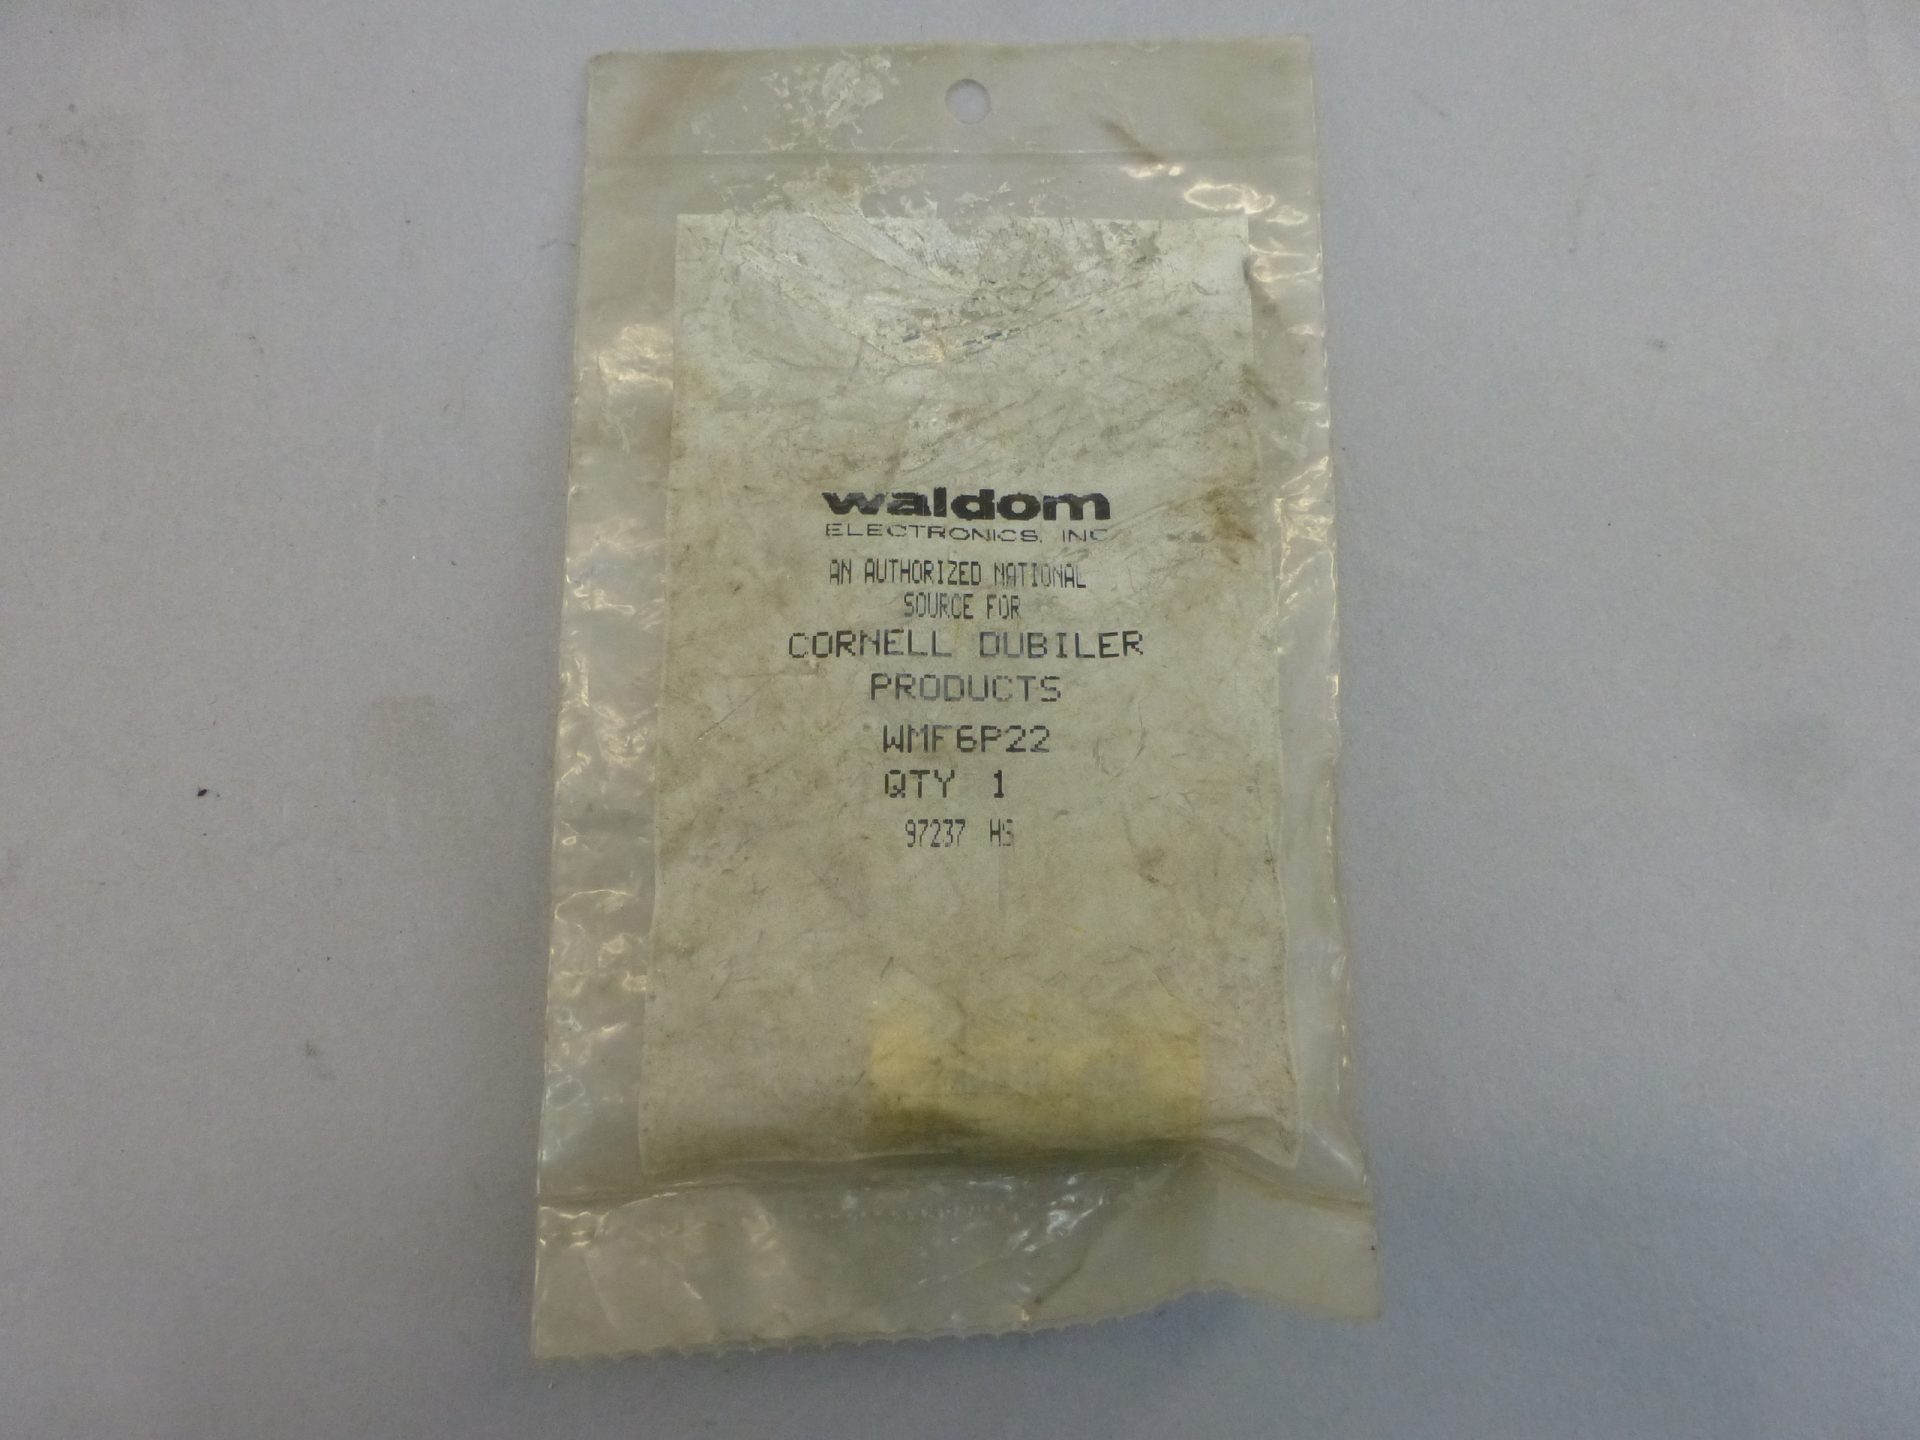 waldom
ELECTRONICS, INC
AN AUTHORIZED NATIONAL
SOURCE FOR
CORNELL DUBILER
PRODUCTS
WMF6P22
QTY 1
97237 HS